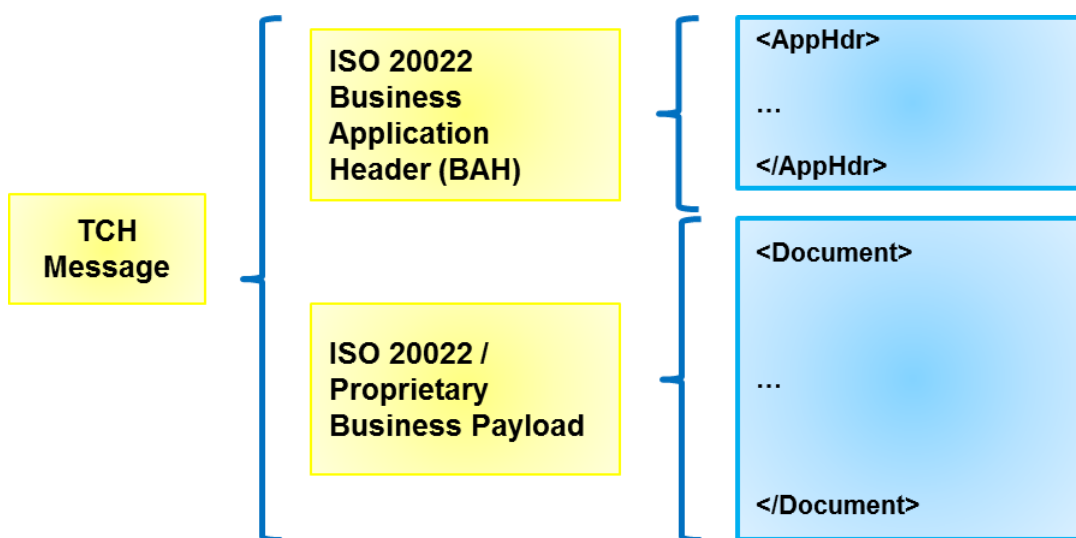 TCH
Message
ISO 20022
Business
Application
Header (BAH)
<AppHdr>
…
</AppHdr>
ISO 20022 /
Proprietary
Business Payload
<Document>
…
</Document>